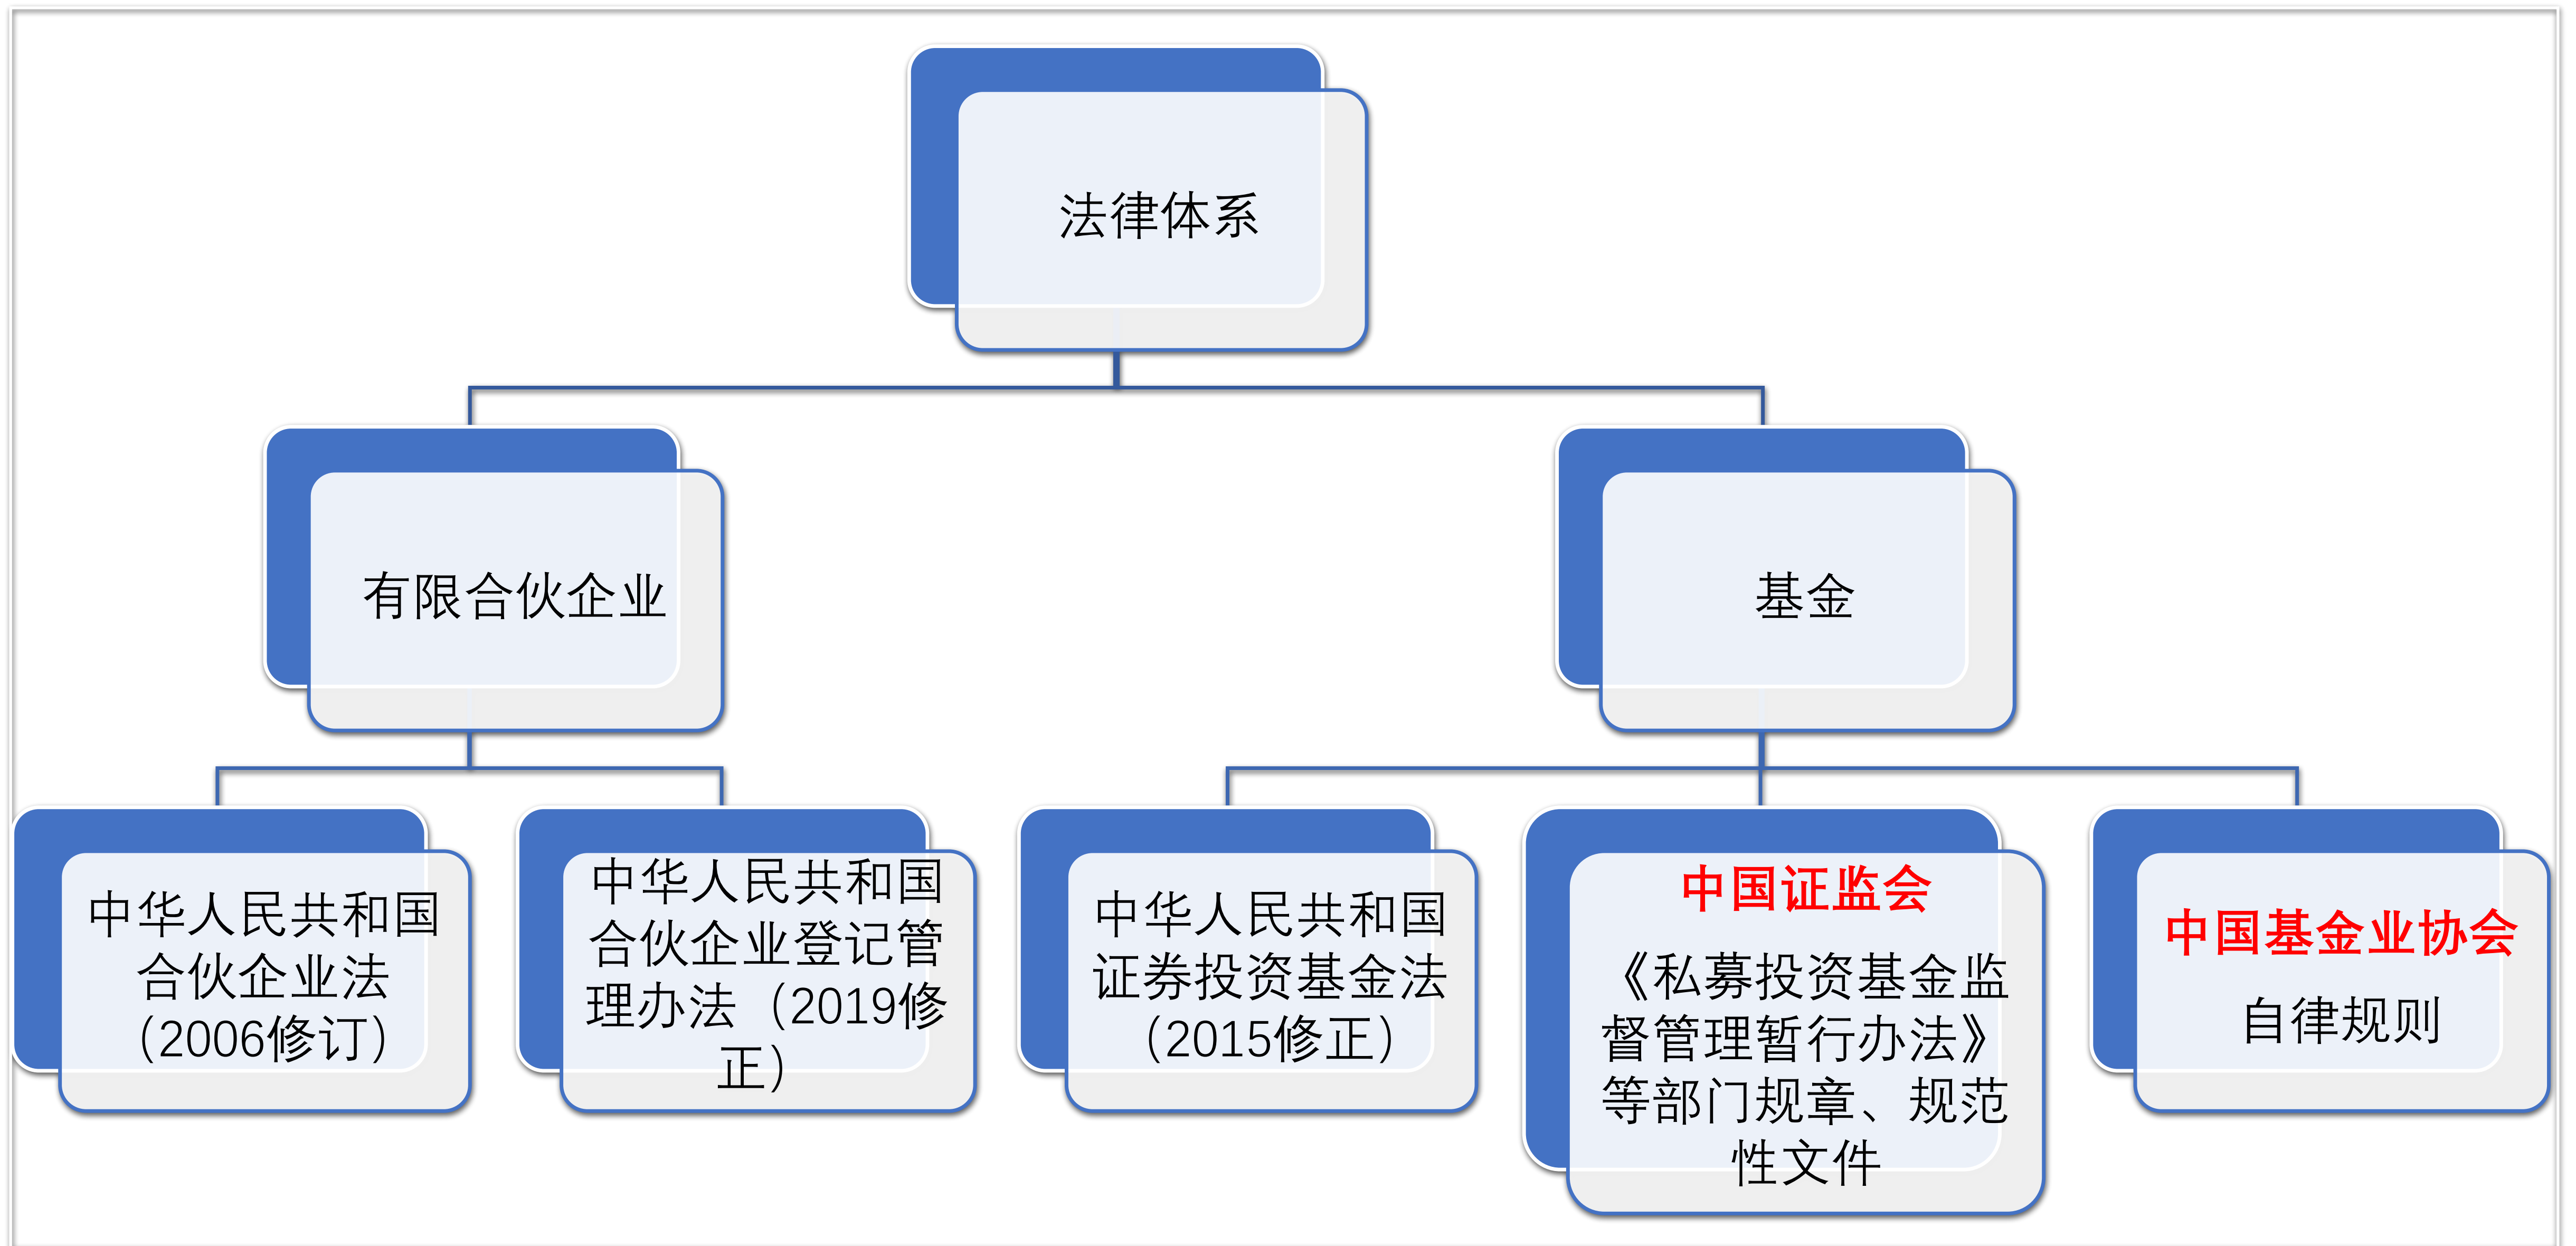 法律体系
有限合伙企业
基金
中华人民共和国
合伙企业法
（2006修订）
中华人民共和国
合伙企业登记管
理办法（2019修
正）
中华人民共和国
证券投资基金法
（2015修正）
中国证监会
《私募投资基金监
督管理暂行办法》
等部门规章、规范
性文件
中国基金业协会
自律规则